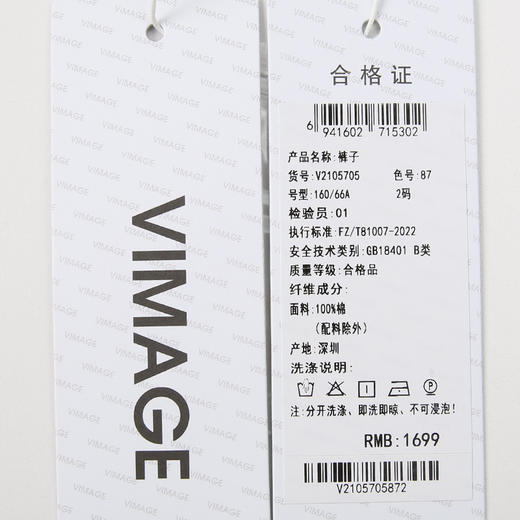 VIMAGE
合格证
6 941602 715302
产品名称:裤子
货号:V2105705 色号:87
号型:160/66A 2码
检验员:01
执行标准:FZ/T81007-2022
安全技术类别:GB18401 B类
质量等级:合格品
纤维成分:
面料:100%棉
(配料除外)
产地:深圳
洗涤说明:
注:分开洗涤、即洗即晾、不可浸泡!
RMB:1699
V2105705872